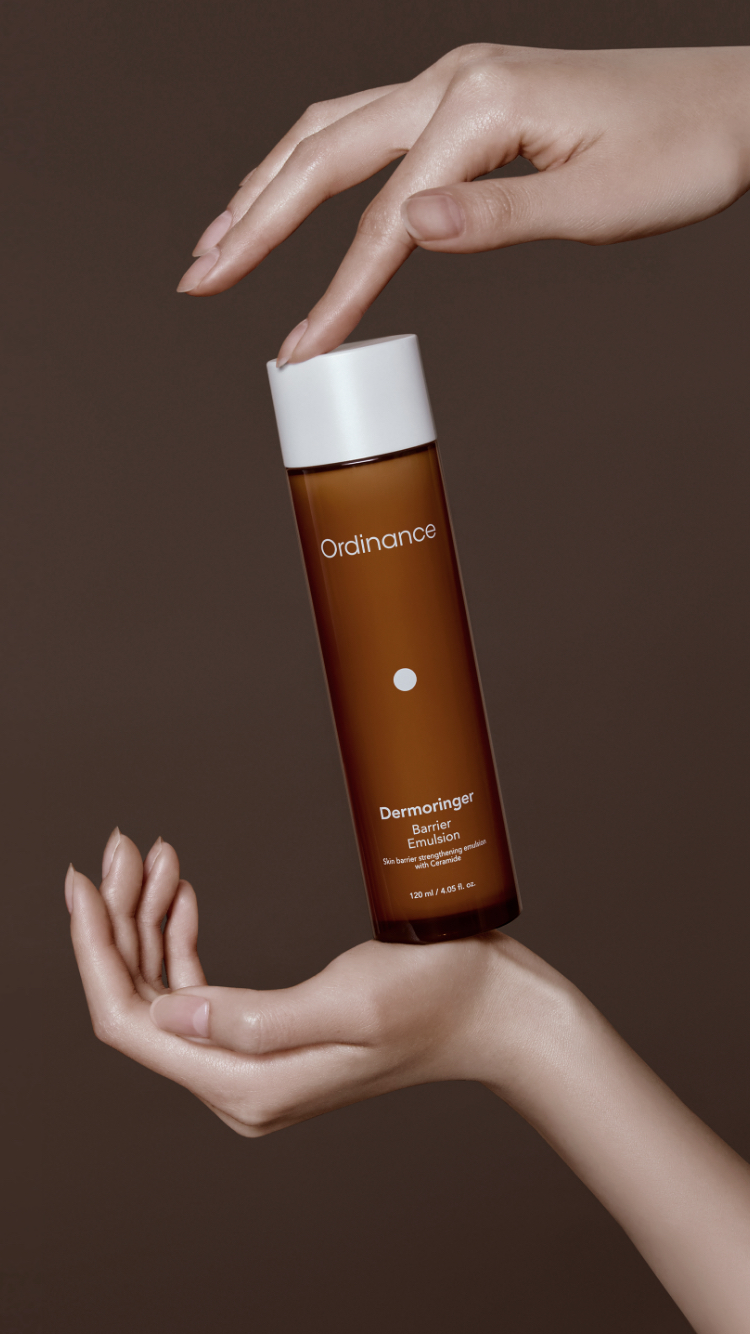 Ordinance
Dermoringer
Barrier
Emulsion
Skin barrier strengthening emulsion
with Ceramide
120 ml / 4.05 fl. oz.